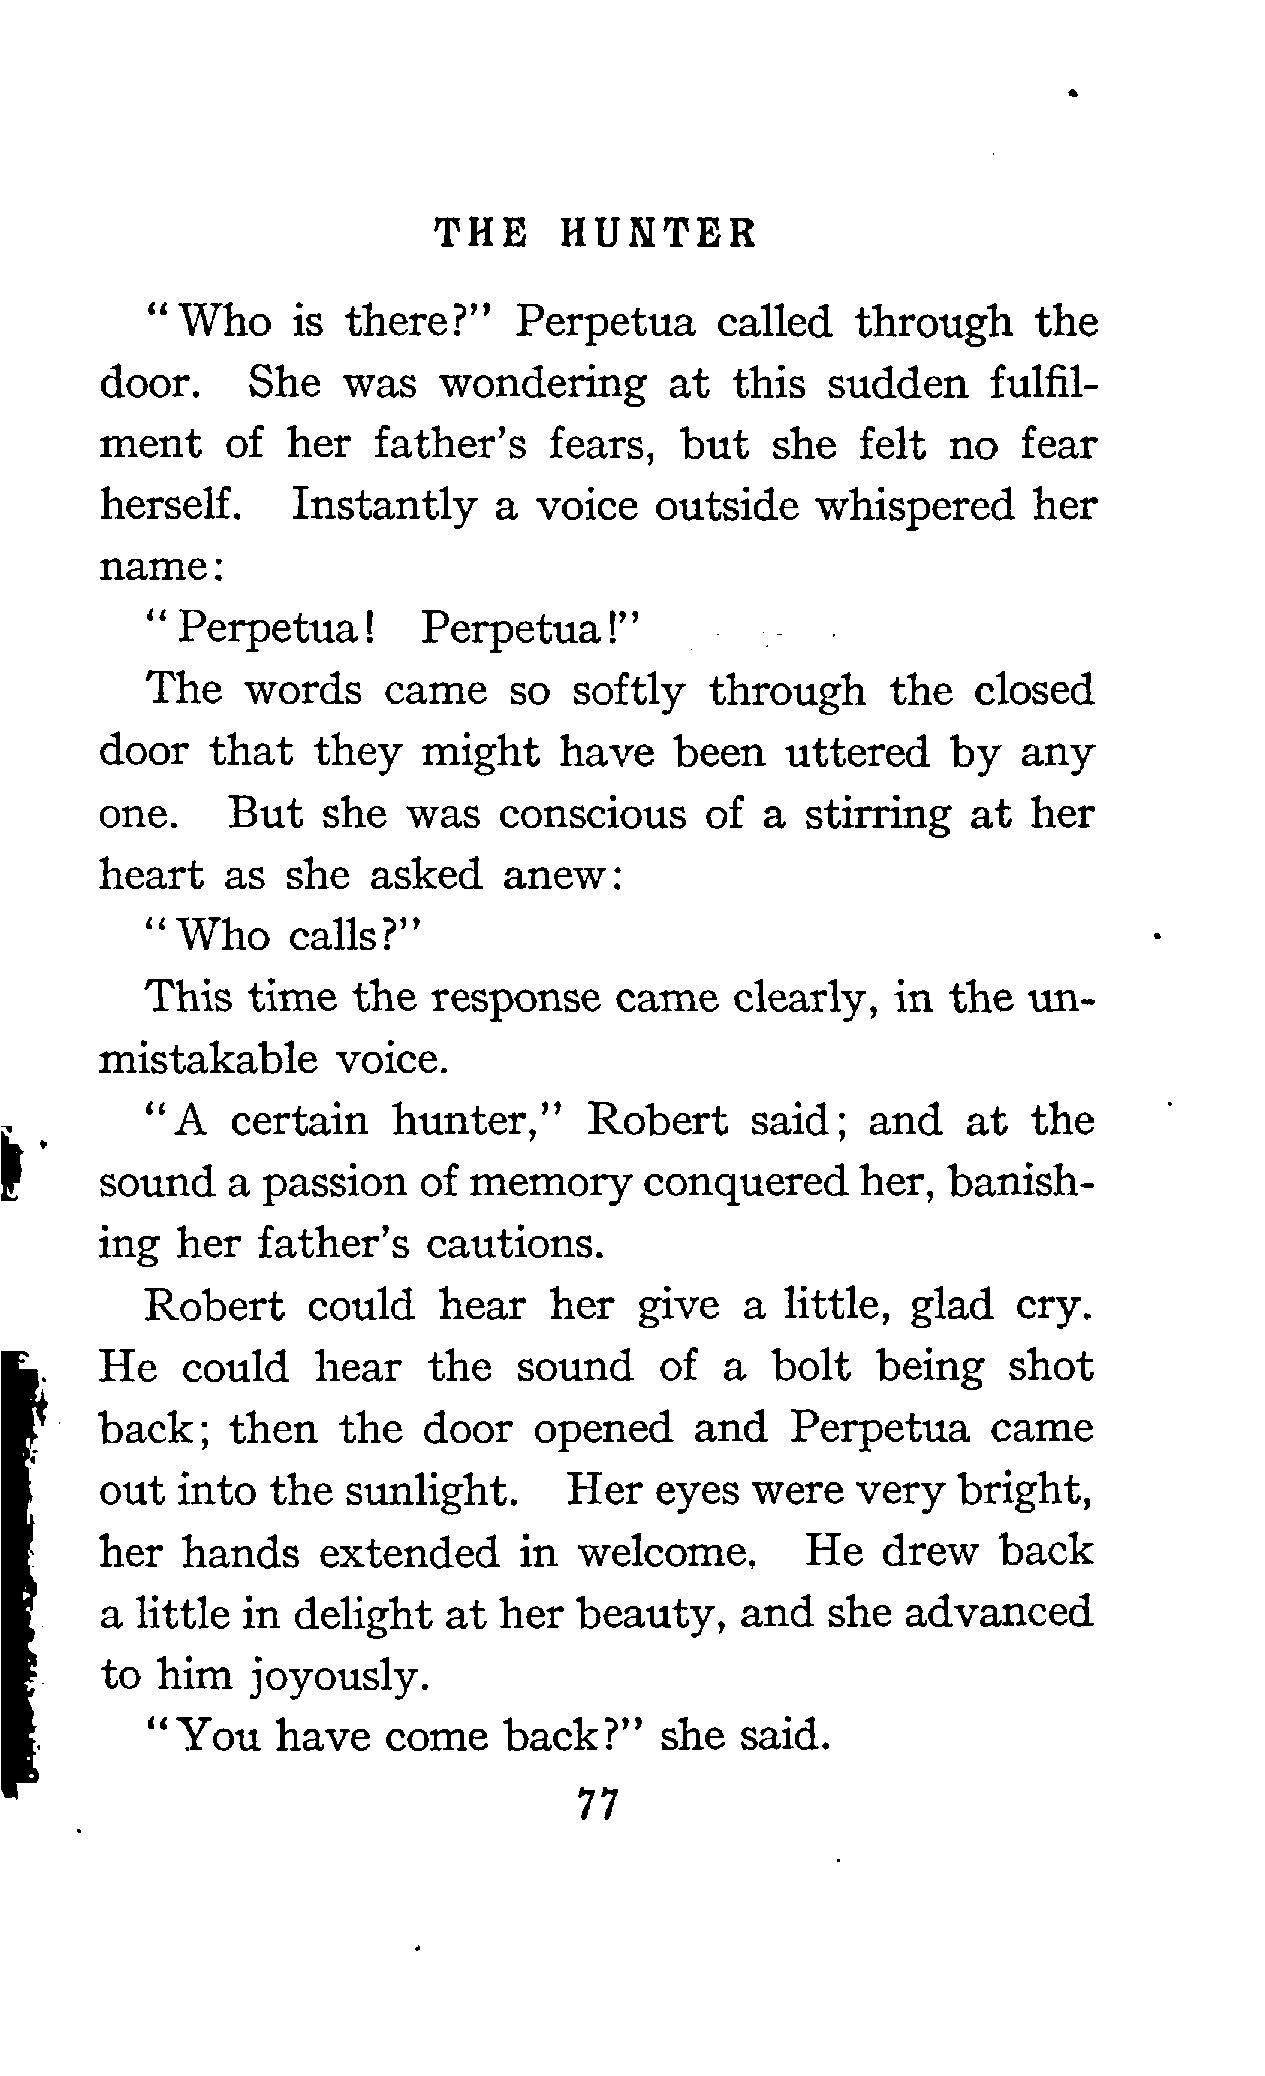 THE HUNTER
"Who is there?" Perpetua called through the
door. She was wondering at this sudden fulfil-
ment of her father's fears, but she felt no fear
herself. Instantly a voice outside whispered her
name:
"Perpetua! Perpetua!"
The words came so softly through the closed
door that they might have been uttered by any
one. But she was conscious of a stirring at her
heart as she asked anew:
"Who calls?"
This time the response came clearly, in the un-
mistakable voice.
"A certain hunter," Robert said; and at the
sound a passion of memory conquered her, banish-
ing her father's cautions.
Robert could hear her give a little, glad cry.
He could hear the sound of a bolt being shot
back; then the door opened and Perpetua came
out into the sunlight. Her eyes were very bright,
her hands extended in welcome. He drew back
a little in delight at her beauty, and she advanced
to him joyously.
"You have come back?" she said.
77